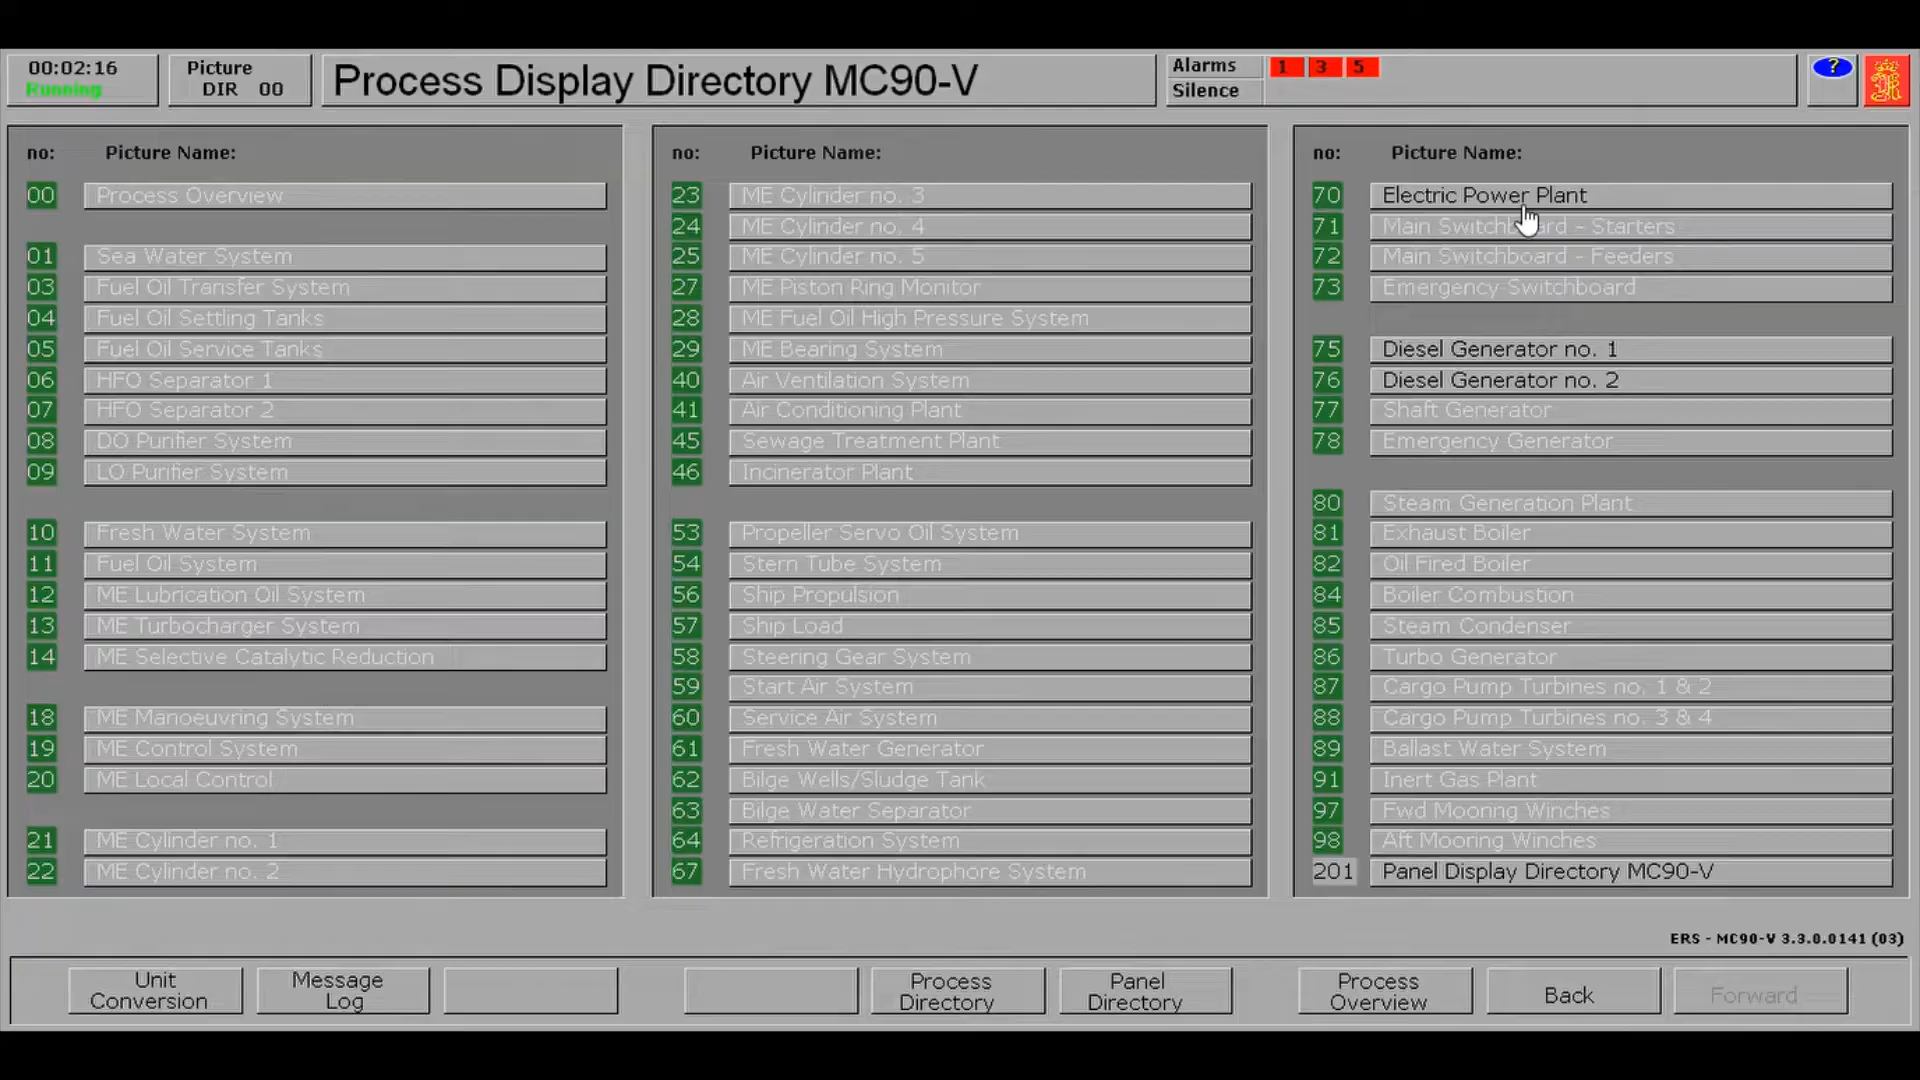 00:02:16
Running
Picture
DIR 00
Process Display Directory MC90-V
Alarms
Silence
1 3 5
?
no: Picture Name:
00 Process Overview
01 Sea Water System
03 Fuel Oil Transfer System
04 Fuel Oil Settling Tanks
05 Fuel Oil Service Tanks
06 HFO Separator 1
07 HFO Separator 2
08 DO Purifier System
09 LO Purifier System
10 Fresh Water System
11 Fuel Oil System
12 ME Lubrication Oil System
13 ME Turbocharger System
14 ME Selective Catalytic Reduction
18 ME Manoeuvring System
19 ME Control System
20 ME Local Control
21 ME Cylinder no. 1
22 ME Cylinder no. 2
no: Picture Name:
23 ME Cylinder no. 3
24 ME Cylinder no. 4
25 ME Cylinder no. 5
27 ME Piston Ring Monitor
28 ME Fuel Oil High Pressure System
29 ME Bearing System
40 Air Ventilation System
41 Air Conditioning Plant
45 Sewage Treatment Plant
46 Incinerator Plant
53 Propeller Servo Oil System
54 Stern Tube System
56 Ship Propulsion
57 Ship Load
58 Steering Gear System
59 Start Air System
60 Service Air System
61 Fresh Water Generator
62 Bilge Wells/Sludge Tank
63 Bilge Water Separator
64 Refrigeration System
67 Fresh Water Hydrophore System
no: Picture Name:
70 Electric Power Plant
71 Main Switchboard - Starters
72 Main Switchboard - Feeders
73 Emergency Switchboard
75 Diesel Generator no. 1
76 Diesel Generator no. 2
77 Shaft Generator
78 Emergency Generator
80 Steam Generation Plant
81 Exhaust Boiler
82 Oil Fired Boiler
84 Boiler Combustion
85 Steam Condenser
86 Turbo Generator
87 Cargo Pump Turbines no. 1 & 2
88 Cargo Pump Turbines no. 3 & 4
89 Ballast Water System
91 Inert Gas Plant
97 Fwd Mooring Winches
98 Aft Mooring Winches
201 Panel Display Directory MC90-V
ERS - MC90-V 3.3.0.0141 (03)
Unit
Conversion
Message
Log
Process
Directory
Panel
Directory
Process
Overview
Back
Forward